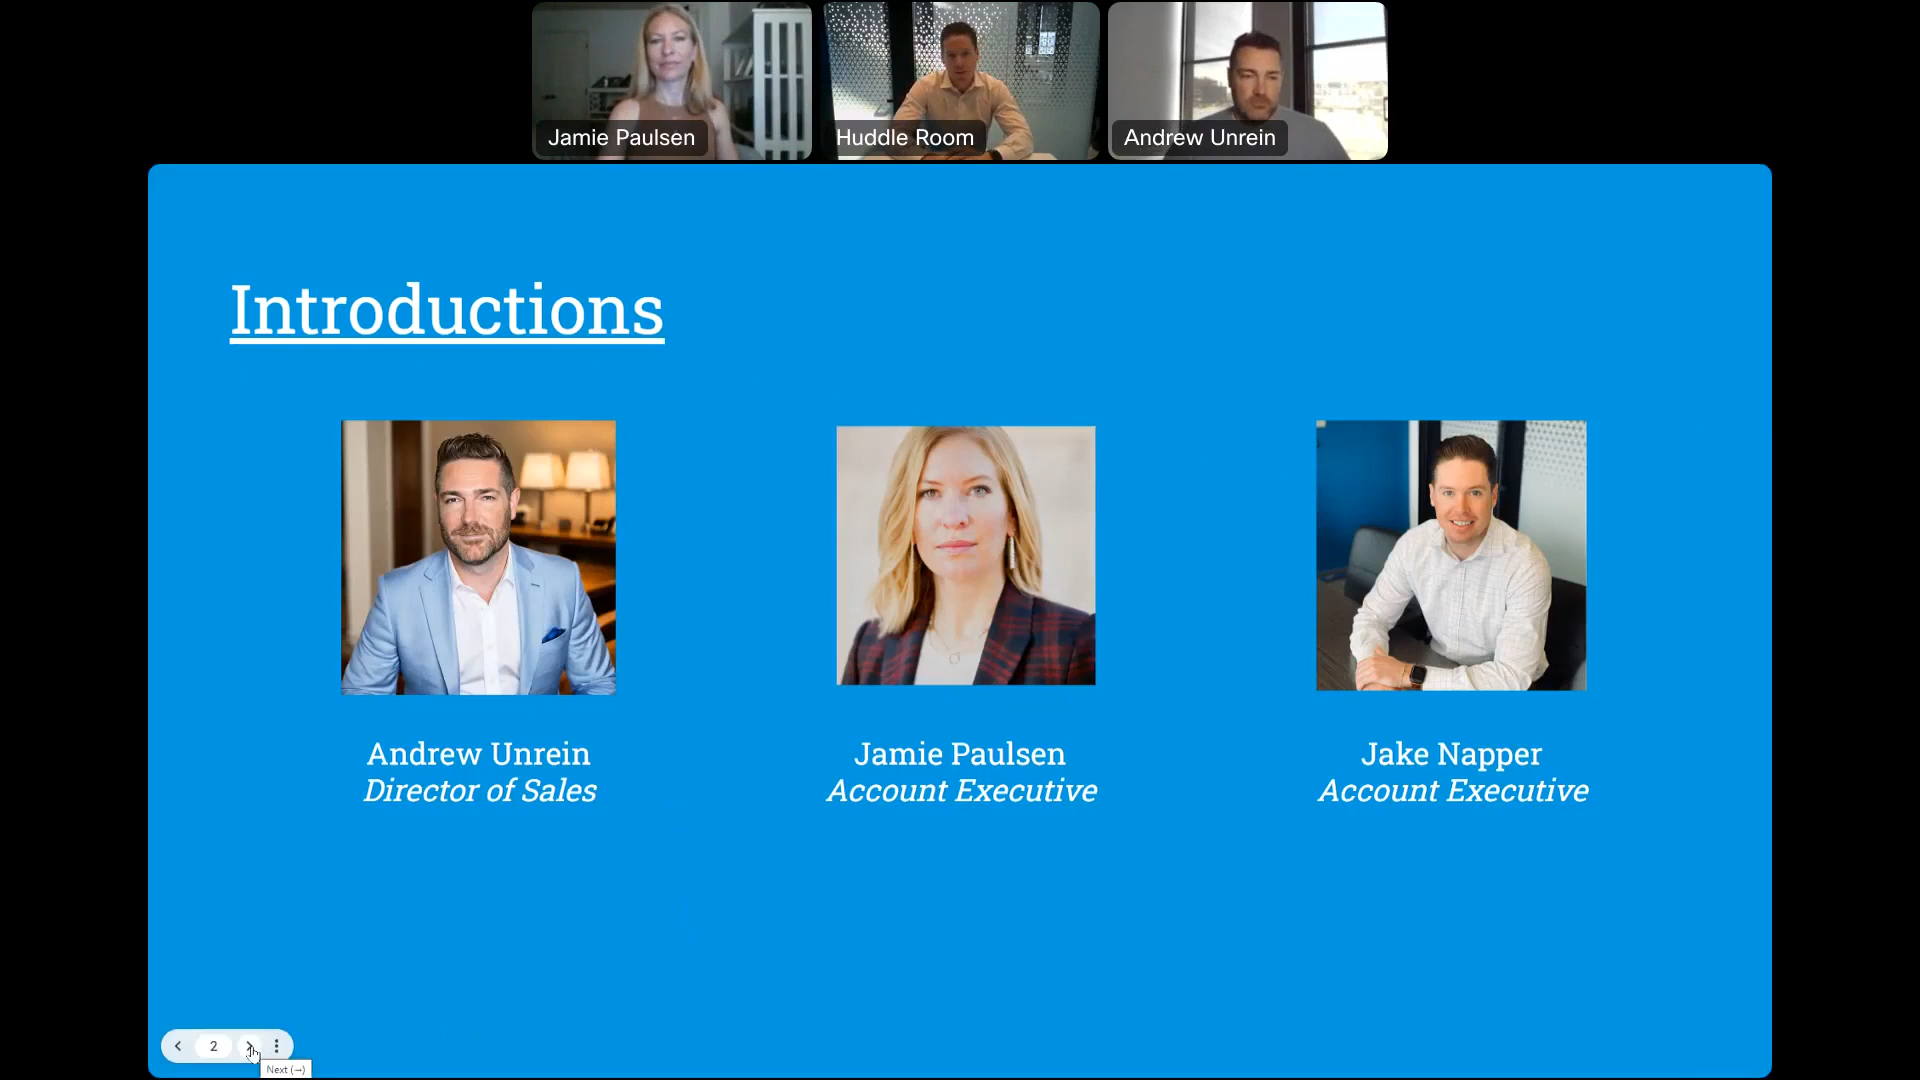 Jamie Paulsen
Huddle Room
Andrew Unrein
Introductions
Andrew Unrein
Director of Sales
Jamie Paulsen
Account Executive
Jake Napper
Account Executive
2
Next (→)